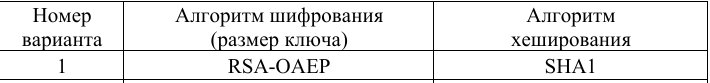 Номер варианта
Алгоритм шифрования (размер ключа)
Алгоритм хеширования
1
RSA-OAEP
SHA1